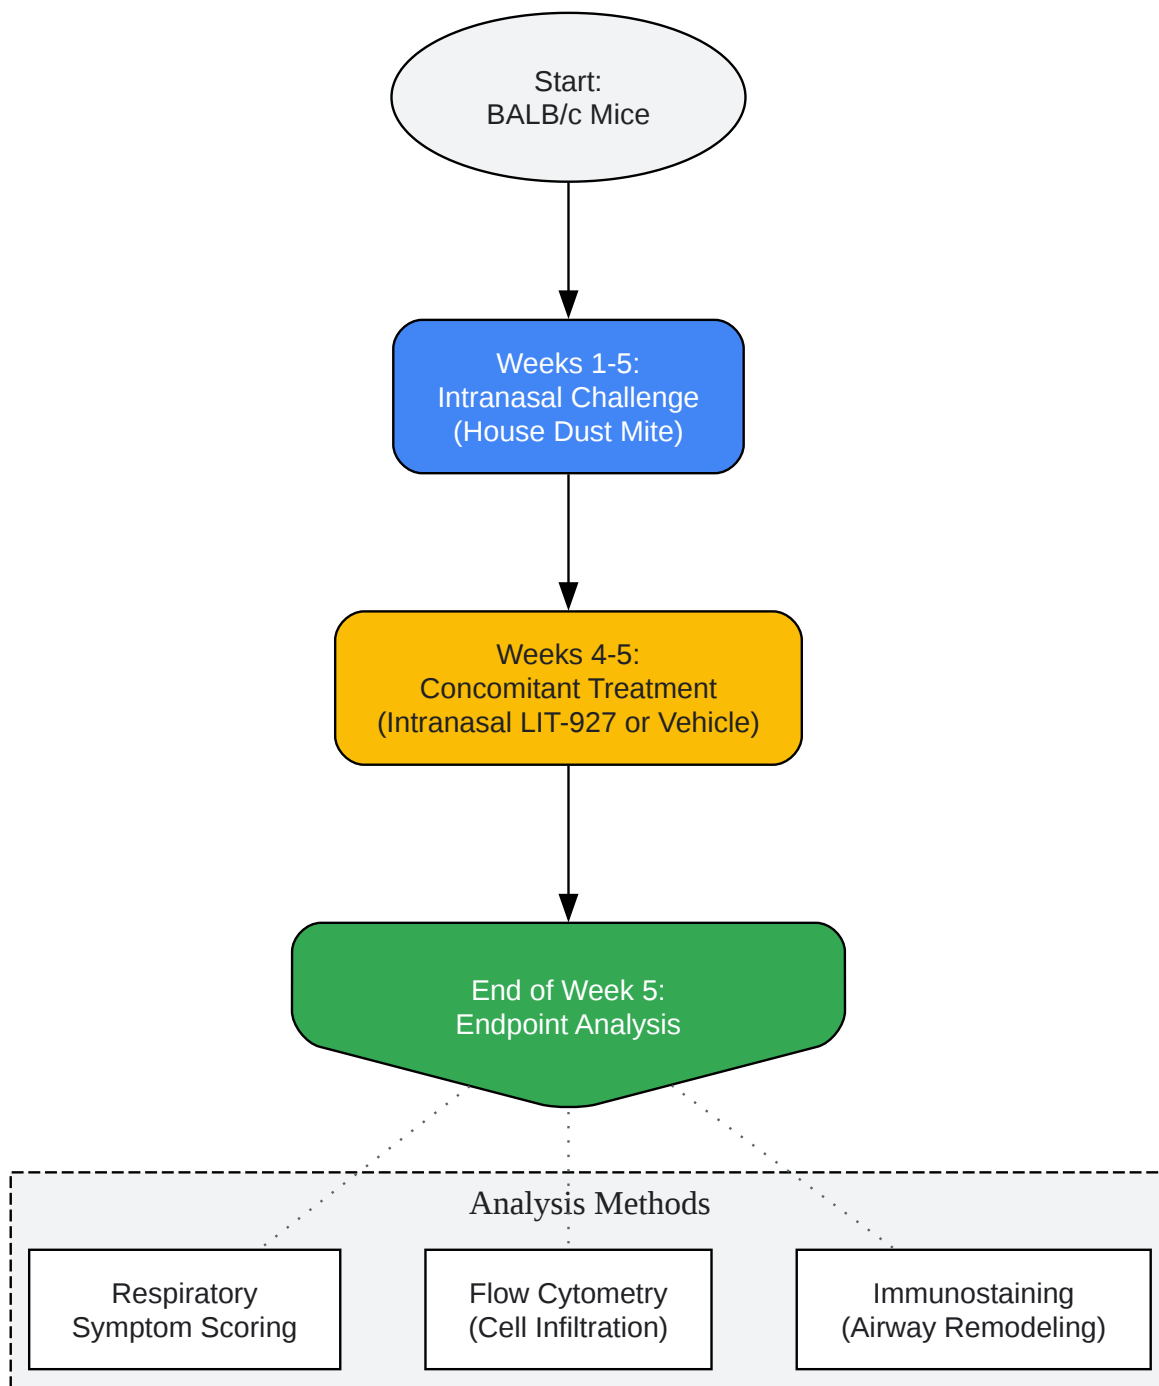 Start:
BALB/c Mice
Weeks 1-5:
Intranasal Challenge
(House Dust Mite)
Weeks 4-5:
Concomitant Treatment
(Intranasal LIT-927 or Vehicle)
End of Week 5:
Endpoint Analysis
Analysis Methods
Respiratory
Symptom Scoring
Flow Cytometry
(Cell Infiltration)
Immunostaining
(Airway Remodeling)